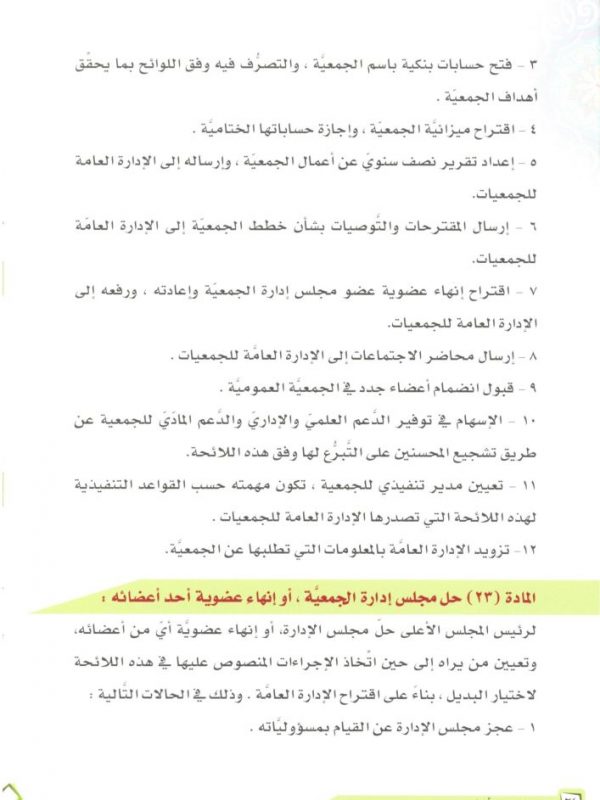 ٣ - فتح حسابات بنكية باسم الجمعيَّة ، والتصرُّف فيه وفق اللوائح بما يحقِّق
أهداف الجمعيّة .
٤ - اقتراح ميزانيَّة الجمعيّة ، وإجازة حساباتها الختاميَّة .
٥ - إعداد تقرير نصف سنويّ عن أعمال الجمعيّة ، وإرساله إلى الإدارة العامة
للجمعيات.
٦ - إرسال المقترحات والتَّوصيات بشأن خطط الجمعيّة إلى الإدارة العامّة
للجمعيات.
٧ - اقتراح إنهاء عضوية عضو مجلس إدارة الجمعيّة وإعادته ، ورفعه إلى
الإدارة العامة للجمعيات.
٨ - إرسال محاضر الاجتماعات إلى الإدارة العامَّة للجمعيات .
٩ - قبول انضمام أعضاء جدد في الجمعيَّة العموميَّة .
١٠ - الإسهام في توفير الدَّعم العلميّ والإداريّ والدَّعم المادّيّ للجمعية عن
طريق تشجيع المحسنين على التَّبرُّع لها وفق هذه اللائحة.
١١ - تعيين مدير تنفيذي للجمعية ، تكون مهمته حسب القواعد التنفيذية
لهذه اللائحة التي تصدرها الإدارة العامة للجمعيات .
١٢- تزويد الإدارة العامَّة بالمعلومات التي تطلبها عن الجمعيَّة.
المادة (٢٣) حل مجلس إدارة الجمعيَّة ، أو إنهاء عضوية أحد أعضائه :
لرئيس المجلس الأعلى حلّ مجلس الإدارة، أو إنهاء عضويَّة أيّ من أعضائه،
وتعيين من يراه إلى حين اتِّخاذ الإجراءات المنصوص عليها في هذه اللائحة
لاختيار البديل ، بناءً على اقتراح الإدارة العامَّة . وذلك في الحالات التَّالية :
١ - عجز مجلس الإدارة عن القيام بمسؤوليَّاته .